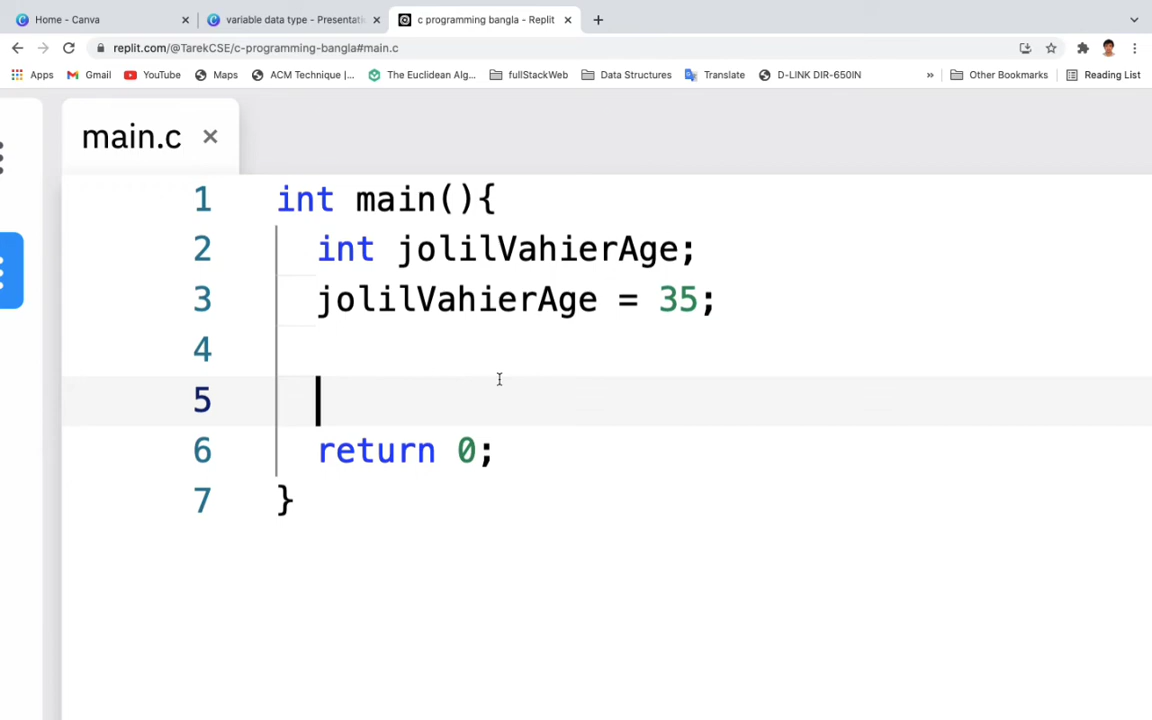 Home - Canva
variable data type - Presentati
c programming bangla - Replit
replit.com/@TarekCSE/c-programming-bangla#main.c
Apps Gmail YouTube Maps ACM Technique |... The Euclidean Alg... fullStackWeb Data Structures Translate D-LINK DIR-650IN » Other Bookmarks Reading List
main.c
1 int main(){
2 int jolilVahierAge;
3 jolilVahierAge = 35;
4
5
6 return 0;
7 }